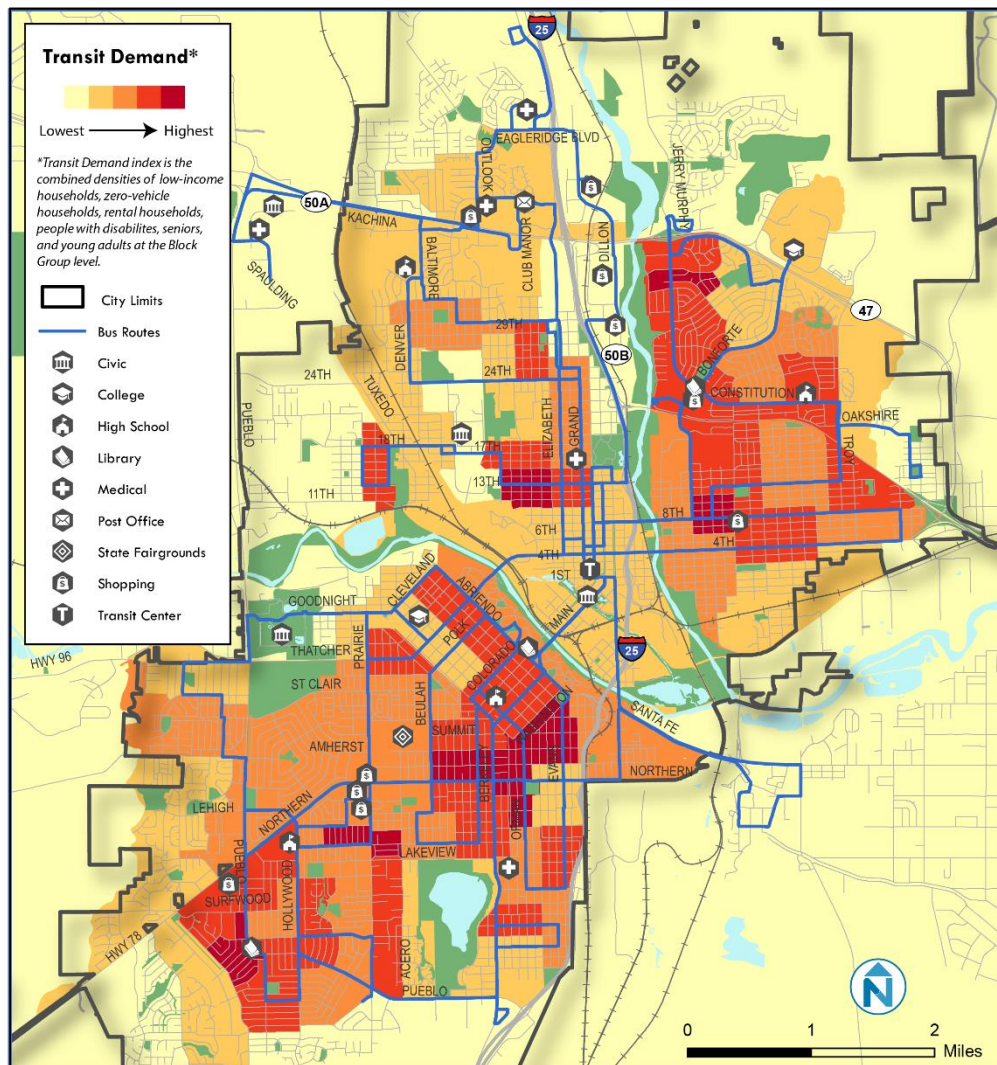 Transit Demand*
Lowest
Highest
*Transit Demand index is the
combined densities of low-income
households, zero-vehicle
households, rental households,
people with disabilites, seniors,
and young adults at the Block
Group level.
City Limits
Bus Routes
Civic
College
High School
Library
Medical
Post Office
State Fairgrounds
Shopping
Transit Center
25
EAGLERIDGE BLVD
OUTLOOK
JERRY MURPHY
50A
KACHINA
CLUB MANOR
DILLON
BALTIMORE
SPAULDING
47
29TH
50B
BONFORTE
DENVER
24TH
24TH
CONSTITUTION
TUXEDO
OAKSHIRE
PUEBLO
ELIZABETH
GRAND
TROY
18TH
17TH
13TH
11TH
8TH
6TH
4TH
4TH
1ST
CLEVELAND
ABRIENDO
GOODNIGHT
MAIN
POLK
PRAIRIE
THATCHER
COLORADO
25
HWY 96
ST CLAIR
BEULAH
SANTA FE
SUMMIT
AMHERST
BERKLEY
EVANS
NORTHERN
NORTHERN
LEHIGH
LAKEVIEW
PUEBLO
HOLLYWOOD
SURFWOOD
HWY 78
ACERO
PUEBLO
N
0 1 2
Miles